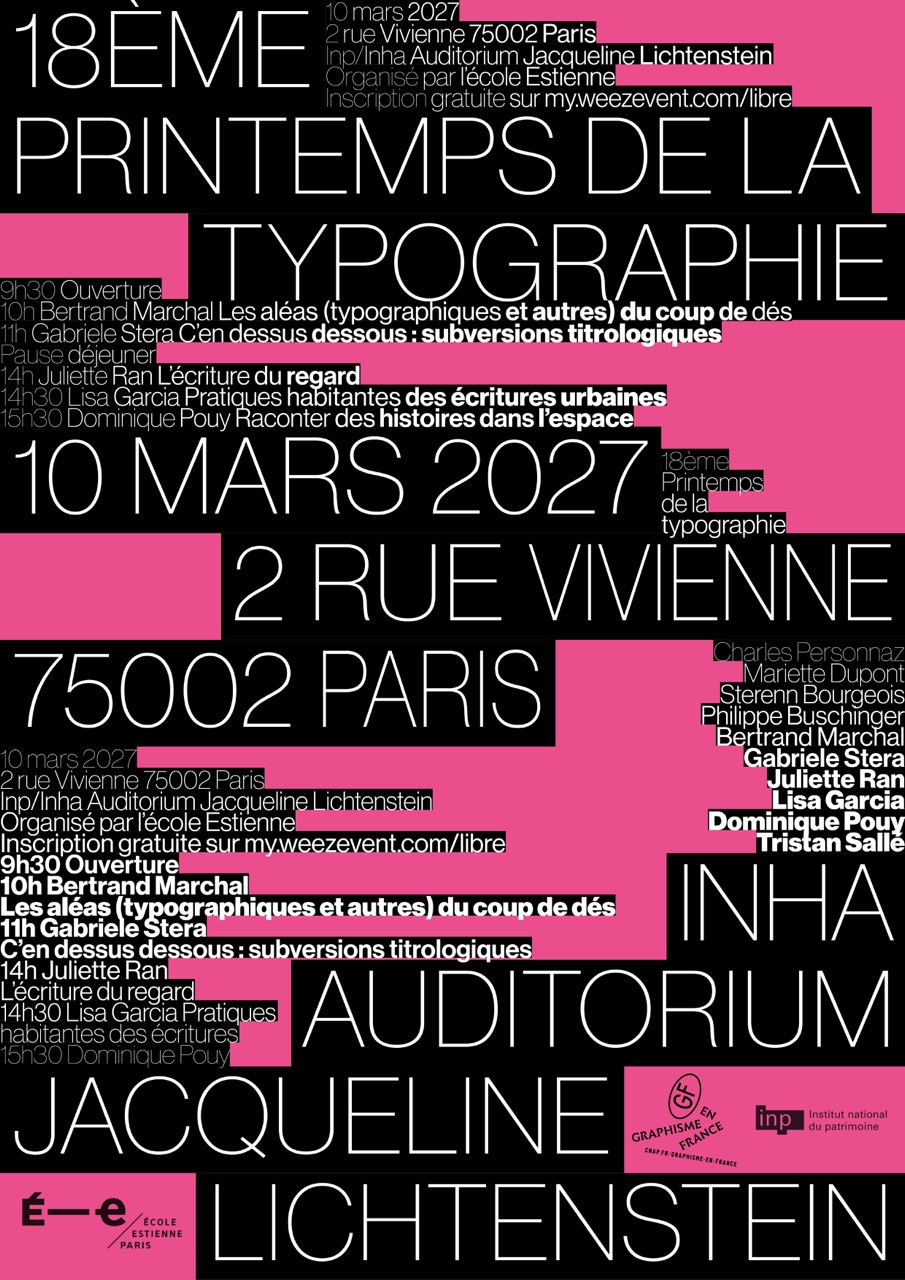 18ÈME
10 mars 2027
2 rue Vivienne 75002 Paris
Inp/Inha Auditorium Jacqueline Lichtenstein
Organisé par l’école Estienne
Inscription gratuite sur my.weezevent.com/libre
PRINTEMPS DE LA
TYPOGRAPHIE
9h30 Ouverture
10h Bertrand Marchal Les aléas (typographiques et autres) du coup de dés
11h Gabriele Stera C’en dessus dessous : subversions titrologiques
Pause déjeuner
14h Juliette Ran L’écriture du regard
14h30 Lisa Garcia Pratiques habitantes des écritures urbaines
15h30 Dominique Pouy Raconter des histoires dans l’espace
10 MARS 2027
18ème
Printemps
de la
typographie
2 RUE VIVIENNE
75002 PARIS
Charles Personnaz
Mariette Dupont
Sterenn Bourgeois
Philippe Buschinger
Bertrand Marchal
Gabriele Stera
Juliette Ran
Lisa Garcia
Dominique Pouy
Tristan Sallé
10 mars 2027
2 rue Vivienne 75002 Paris
Inp/Inha Auditorium Jacqueline Lichtenstein
Organisé par l’école Estienne
Inscription gratuite sur my.weezevent.com/libre
9h30 Ouverture
10h Bertrand Marchal
Les aléas (typographiques et autres) du coup de dés
11h Gabriele Stera
C’en dessus dessous : subversions titrologiques
14h Juliette Ran
L’écriture du regard
14h30 Lisa Garcia Pratiques
habitantes des écritures
15h30 Dominique Pouy
INHA
AUDITORIUM
JACQUELINE
GF
GRAPHISME EN
FRANCE
CNAP.FR/GRAPHISME-EN-FRANCE
inp
Institut national
du patrimoine
É—e
ÉCOLE
ESTIENNE
PARIS
LICHTENSTEIN